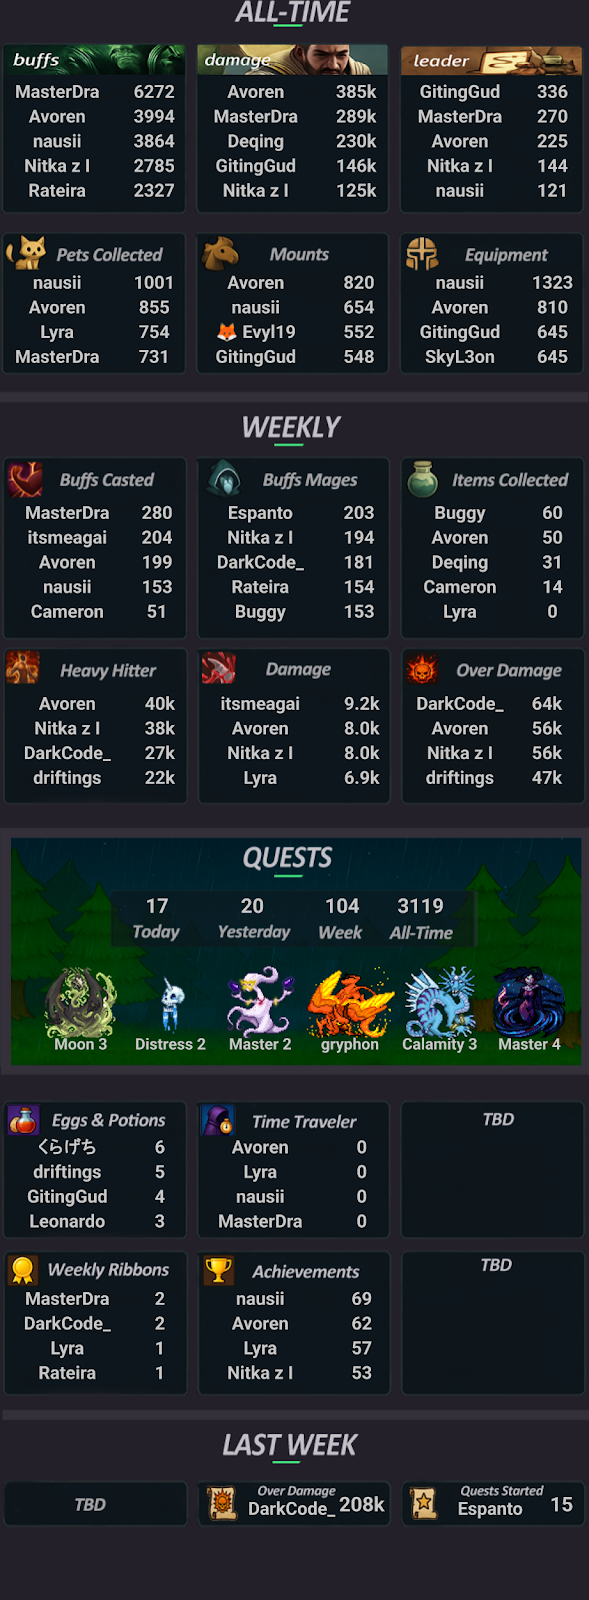 ALL-TIME
buffs
MasterDra 6272
Avoren 3994
nausii 3864
Nitka z l 2785
Rateira 2327
damage
Avoren 385k
MasterDra 289k
Deqing 230k
GitingGud 146k
Nitka z l 125k
leader
GitingGud 336
MasterDra 270
Avoren 225
Nitka z l 144
nausii 121
Pets Collected
nausii 1001
Avoren 855
Lyra 754
MasterDra 731
Mounts
Avoren 820
nausii 654
🦊 Evyl19 552
GitingGud 548
Equipment
nausii 1323
Avoren 810
GitingGud 645
SkyL3on 645
WEEKLY
Buffs Casted
MasterDra 280
itsmeagai 204
Avoren 199
nausii 153
Cameron 51
Buffs Mages
Espanto 203
Nitka z l 194
DarkCode_ 181
Rateira 154
Buggy 153
Items Collected
Buggy 60
Avoren 50
Deqing 31
Cameron 14
Lyra 0
Heavy Hitter
Avoren 40k
Nitka z l 38k
DarkCode_ 27k
driftings 22k
Damage
itsmeagai 9.2k
Avoren 8.0k
Nitka z l 8.0k
Lyra 6.9k
Over Damage
DarkCode_ 64k
Avoren 56k
Nitka z l 56k
driftings 47k
QUESTS
17 20 104 3119
Today Yesterday Week All-Time
Moon 3 Distress 2 Master 2 gryphon Calamity 3 Master 4
Eggs & Potions
くらげち 6
driftings 5
GitingGud 4
Leonardo 3
Time Traveler
Avoren 0
Lyra 0
nausii 0
MasterDra 0
TBD
Weekly Ribbons
MasterDra 2
DarkCode_ 2
Lyra 1
Rateira 1
Achievements
nausii 69
Avoren 62
Lyra 57
Nitka z l 53
TBD
LAST WEEK
TBD
Over Damage
DarkCode_ 208k
Quests Started
Espanto 15